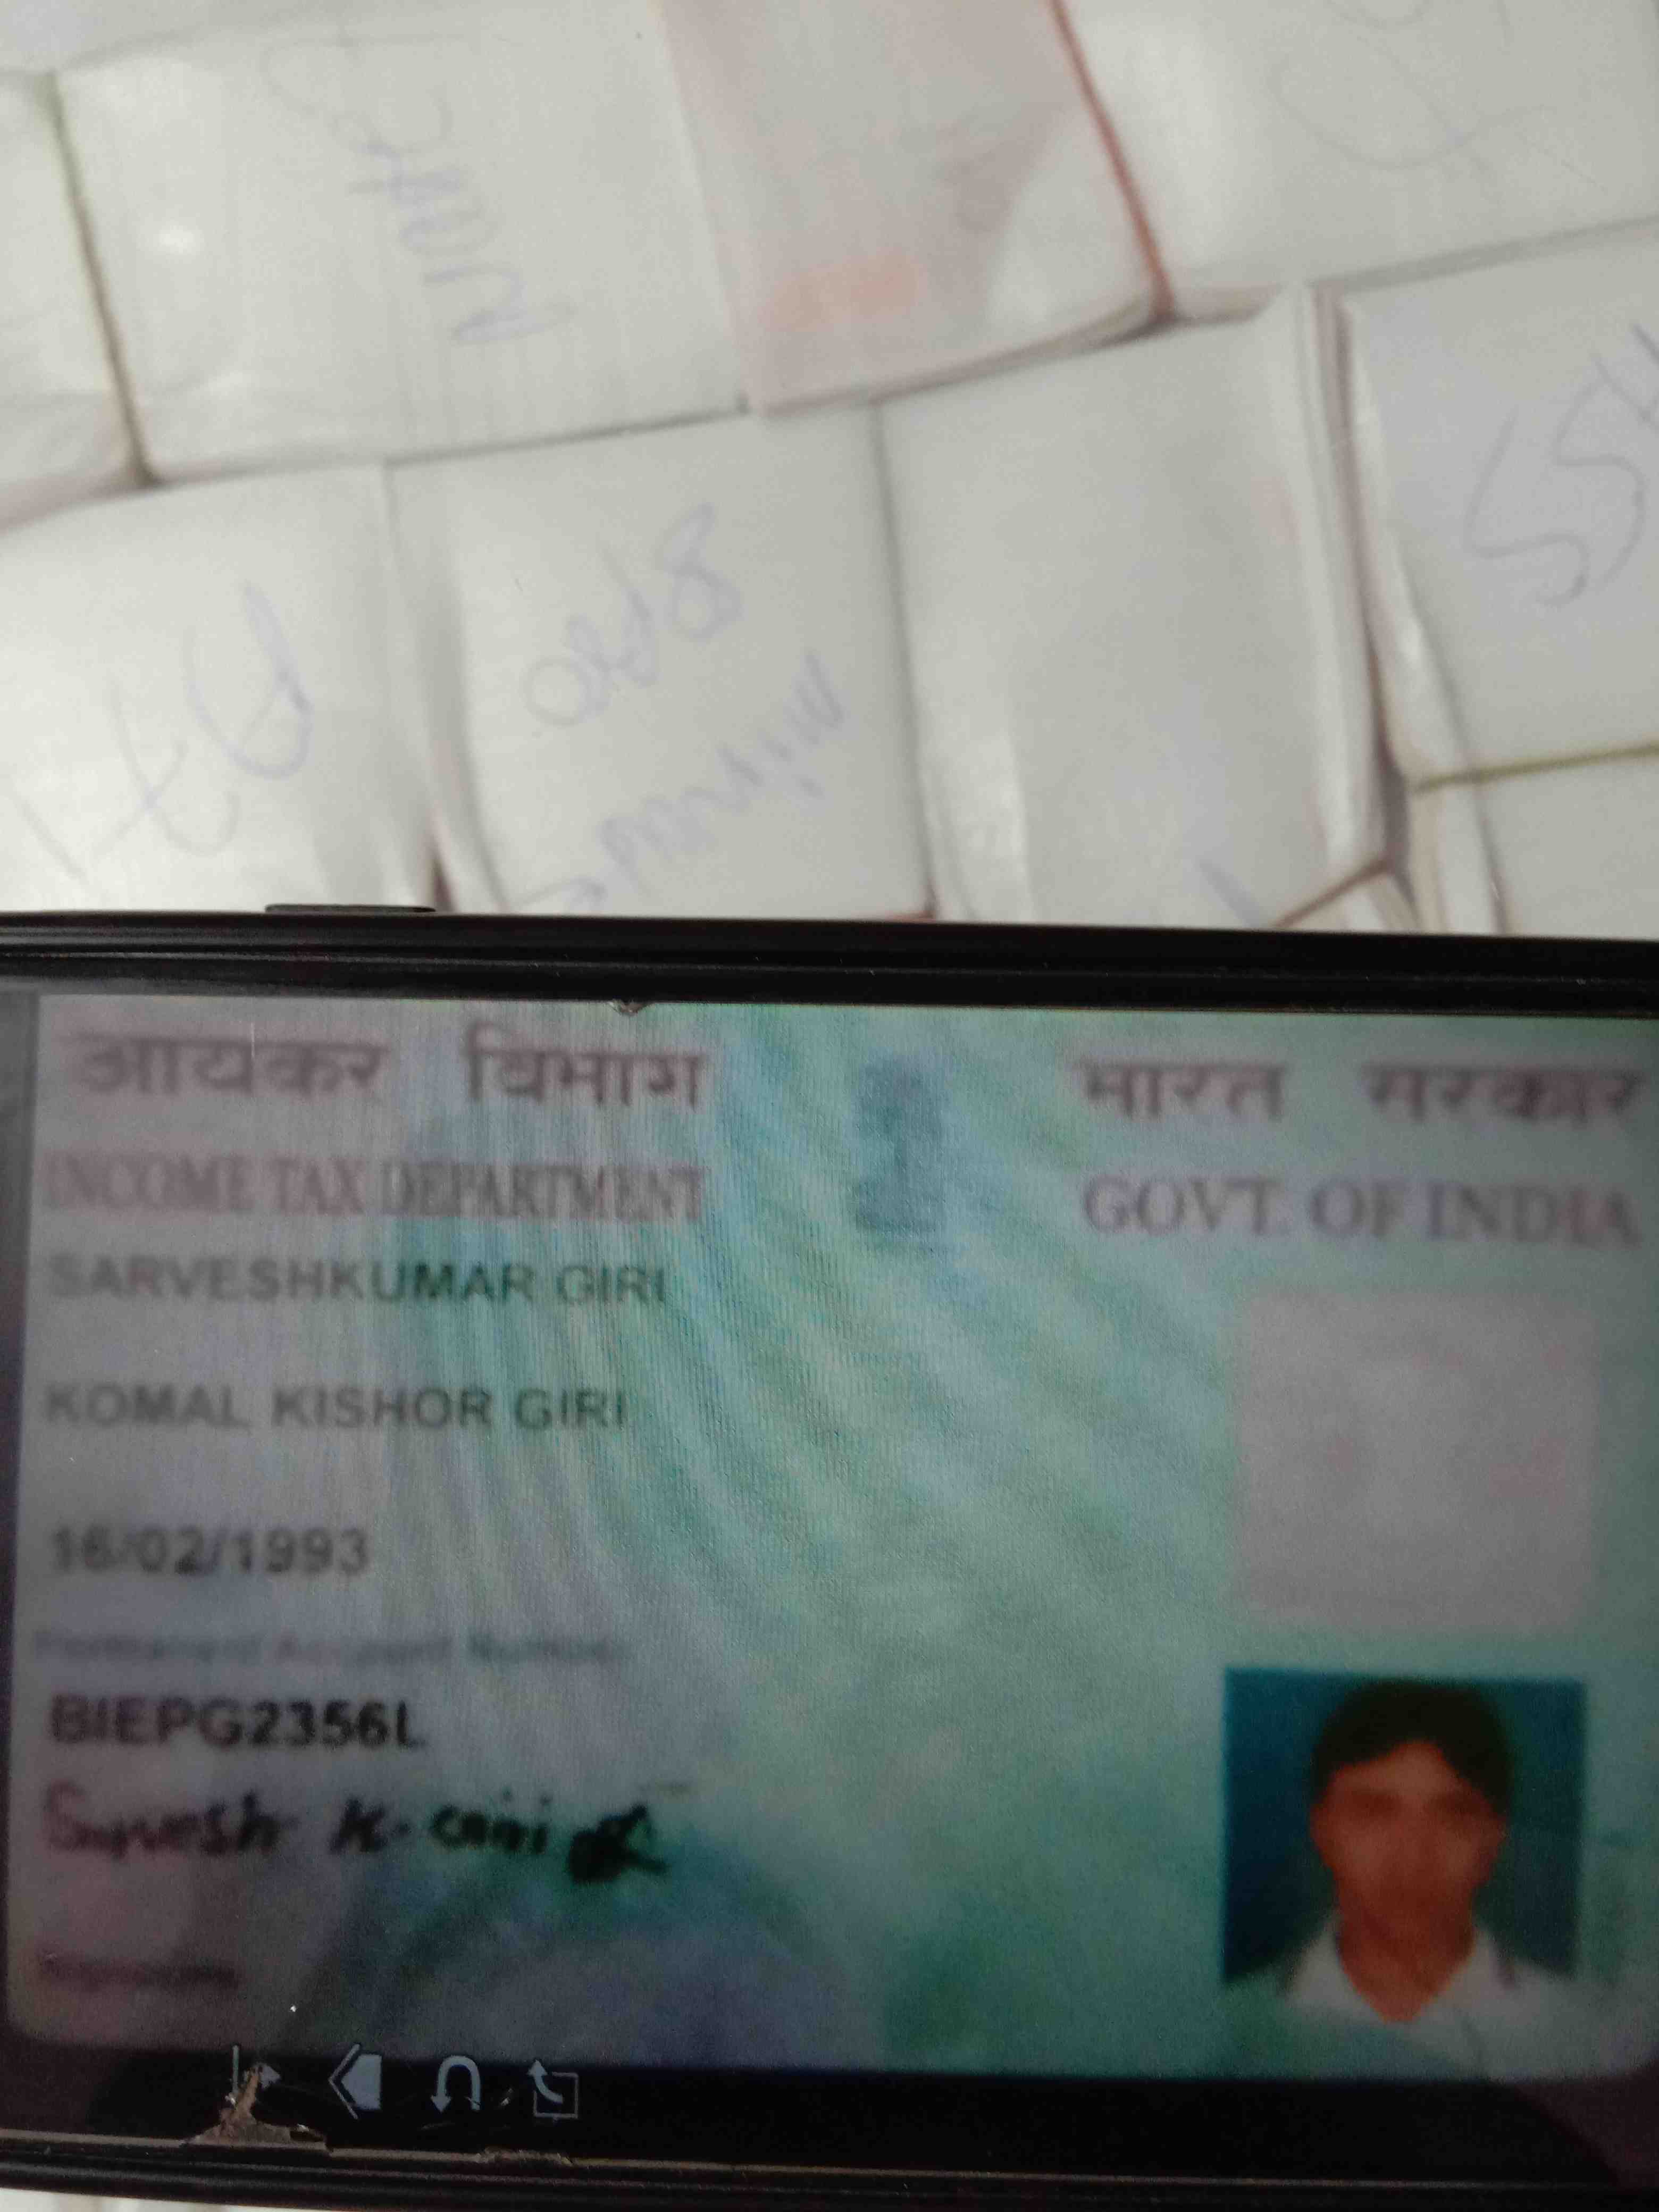 आयकर विभाग
भारत सरकार
INCOME TAX DEPARTMENT
GOVT. OF INDIA
SARVESHKUMAR GIRI
KOMAL KISHOR GIRI
16/02/1993
Permanent Account Number
BIEPG2356L
Sarvesh K. Giri
Signature